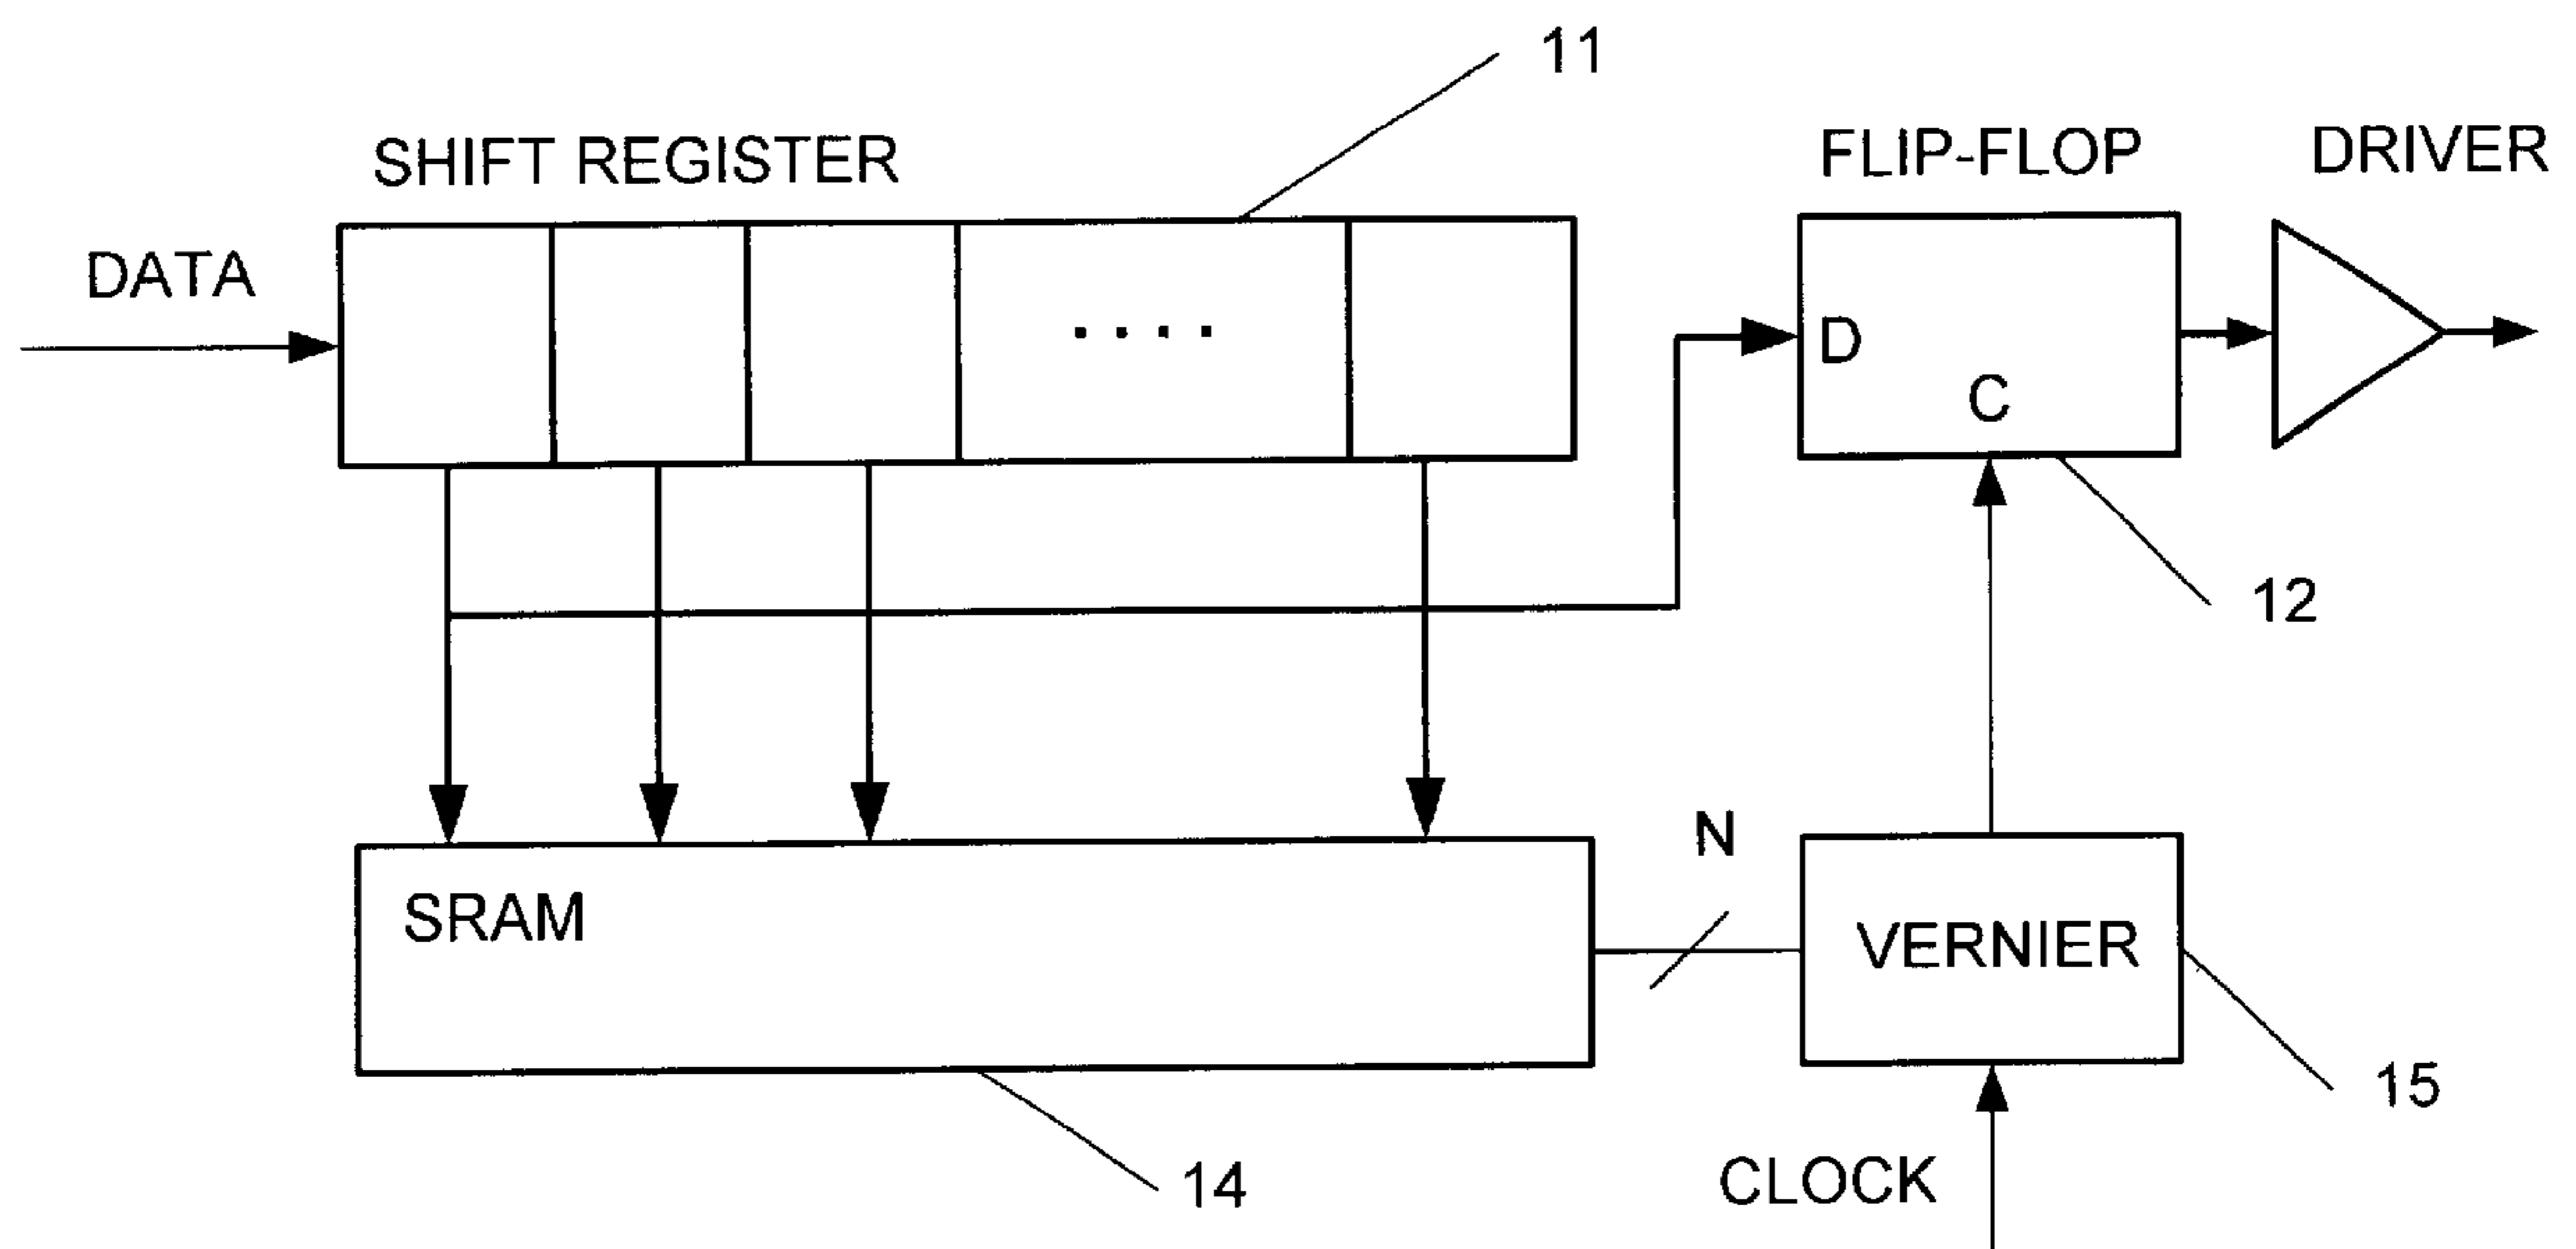 11
SHIFT REGISTER
FLIP-FLOP
DRIVER
DATA
. . . .
D
C
12
N
SRAM
VERNIER
15
14
CLOCK